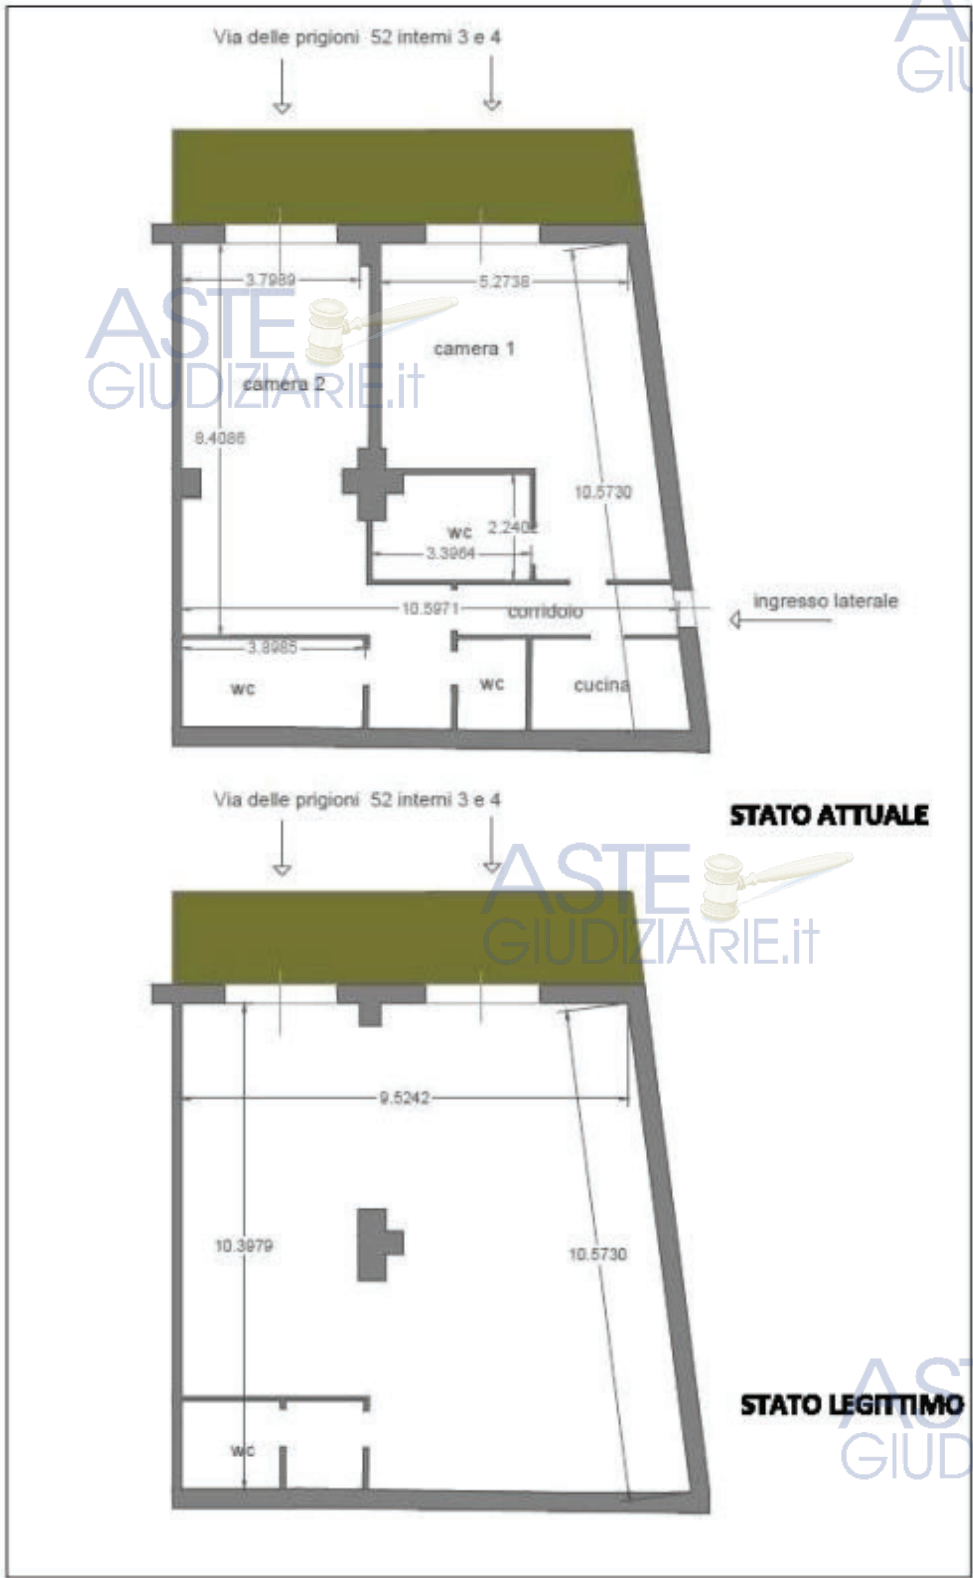 Via delle prigioni 52 interni 3 e 4
3.7989
5.2738
camera 1
camera 2
8.4086
10.5730
wc
2.2402
3.3964
10.5971
corridoio
ingresso laterale
3.8985
wc
wc
cucina
Via delle prigioni 52 interni 3 e 4
STATO ATTUALE
9.5242
10.3979
10.5730
STATO LEGITTIMO
wc
ASTE
GIUDIZIARIE.it
ASTE
GIUDIZIARIE.it
A
GIU
AST
GIUD